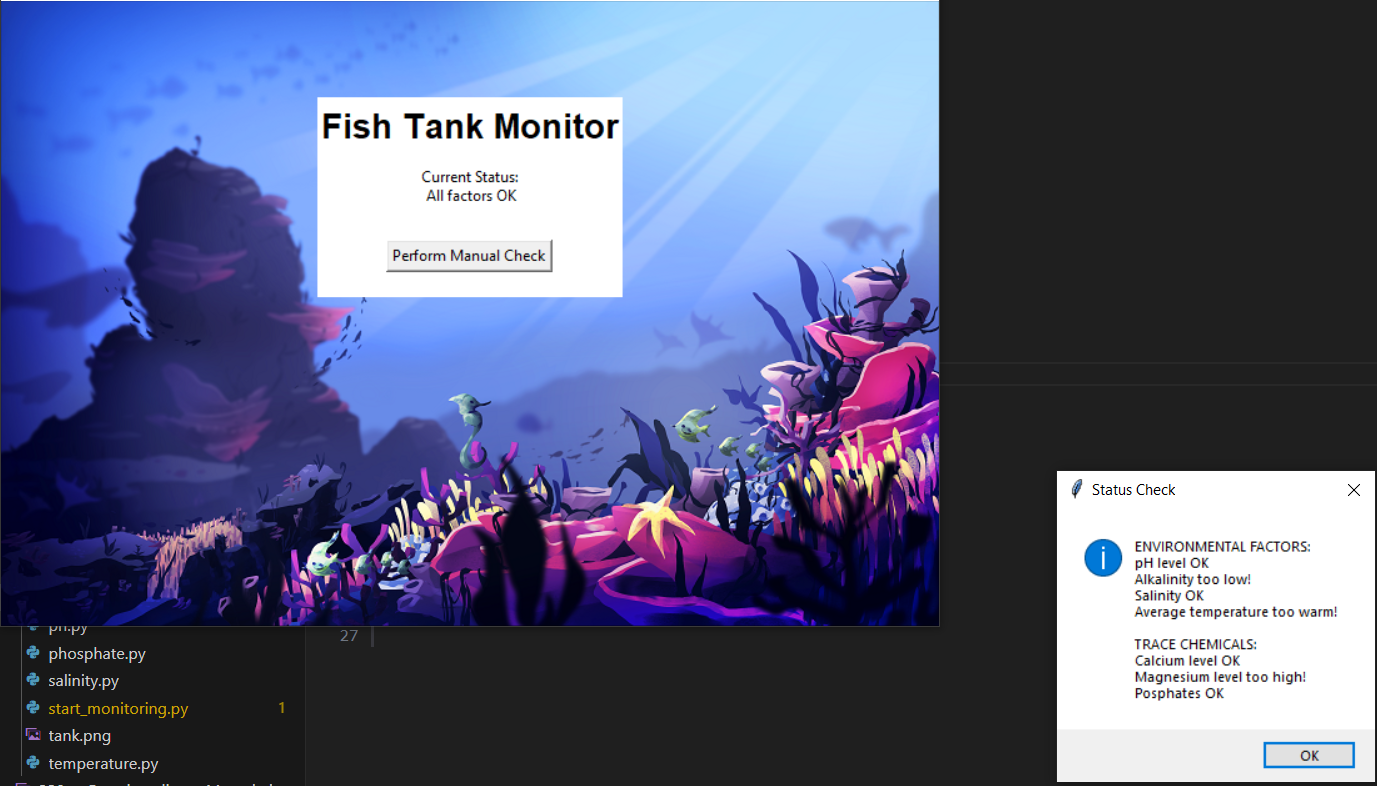 Fish Tank Monitor
Current Status:
All factors OK
Perform Manual Check
Status Check
ENVIRONMENTAL FACTORS:
pH level OK
Alkalinity too low!
Salinity OK
Average temperature too warm!
TRACE CHEMICALS:
Calcium level OK
Magnesium level too high!
Posphates OK
OK
27
ph.py
phosphate.py
salinity.py
start_monitoring.py 1
tank.png
temperature.py